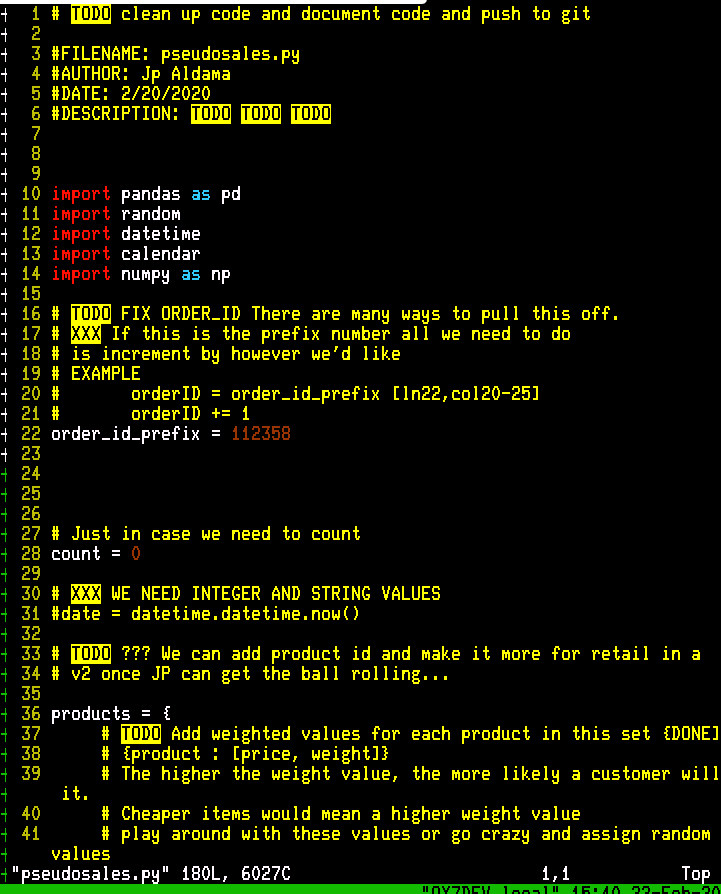 1 # TODO clean up code and document code and push to git
2
3 #FILENAME: pseudosales.py
4 #AUTHOR: Jp Aldama
5 #DATE: 2/20/2020
6 #DESCRIPTION: TODO TODO TODO
7
8
9
10 import pandas as pd
11 import random
12 import datetime
13 import calendar
14 import numpy as np
15
16 # TODO FIX ORDER_ID There are many ways to pull this off.
17 # XXX If this is the prefix number all we need to do
18 # is increment by however we'd like
19 # EXAMPLE
20 #       orderID = order_id_prefix [ln22,col20-25]
21 #       orderID += 1
22 order_id_prefix = 112358
23
24
25
26
27 # Just in case we need to count
28 count = 0
29
30 # XXX WE NEED INTEGER AND STRING VALUES
31 #date = datetime.datetime.now()
32
33 # TODO ??? We can add product id and make it more for retail in a
34 # v2 once JP can get the ball rolling...
35
36 products = {
37      # TODO Add weighted values for each product in this set {DONE]
38      # {product : [price, weight]}
39      # The higher the weight value, the more likely a customer will
it.
40      # Cheaper items would mean a higher weight value
41      # play around with these values or go crazy and assign random
values
"pseudosales.py" 180L, 6027C 1,1 Top